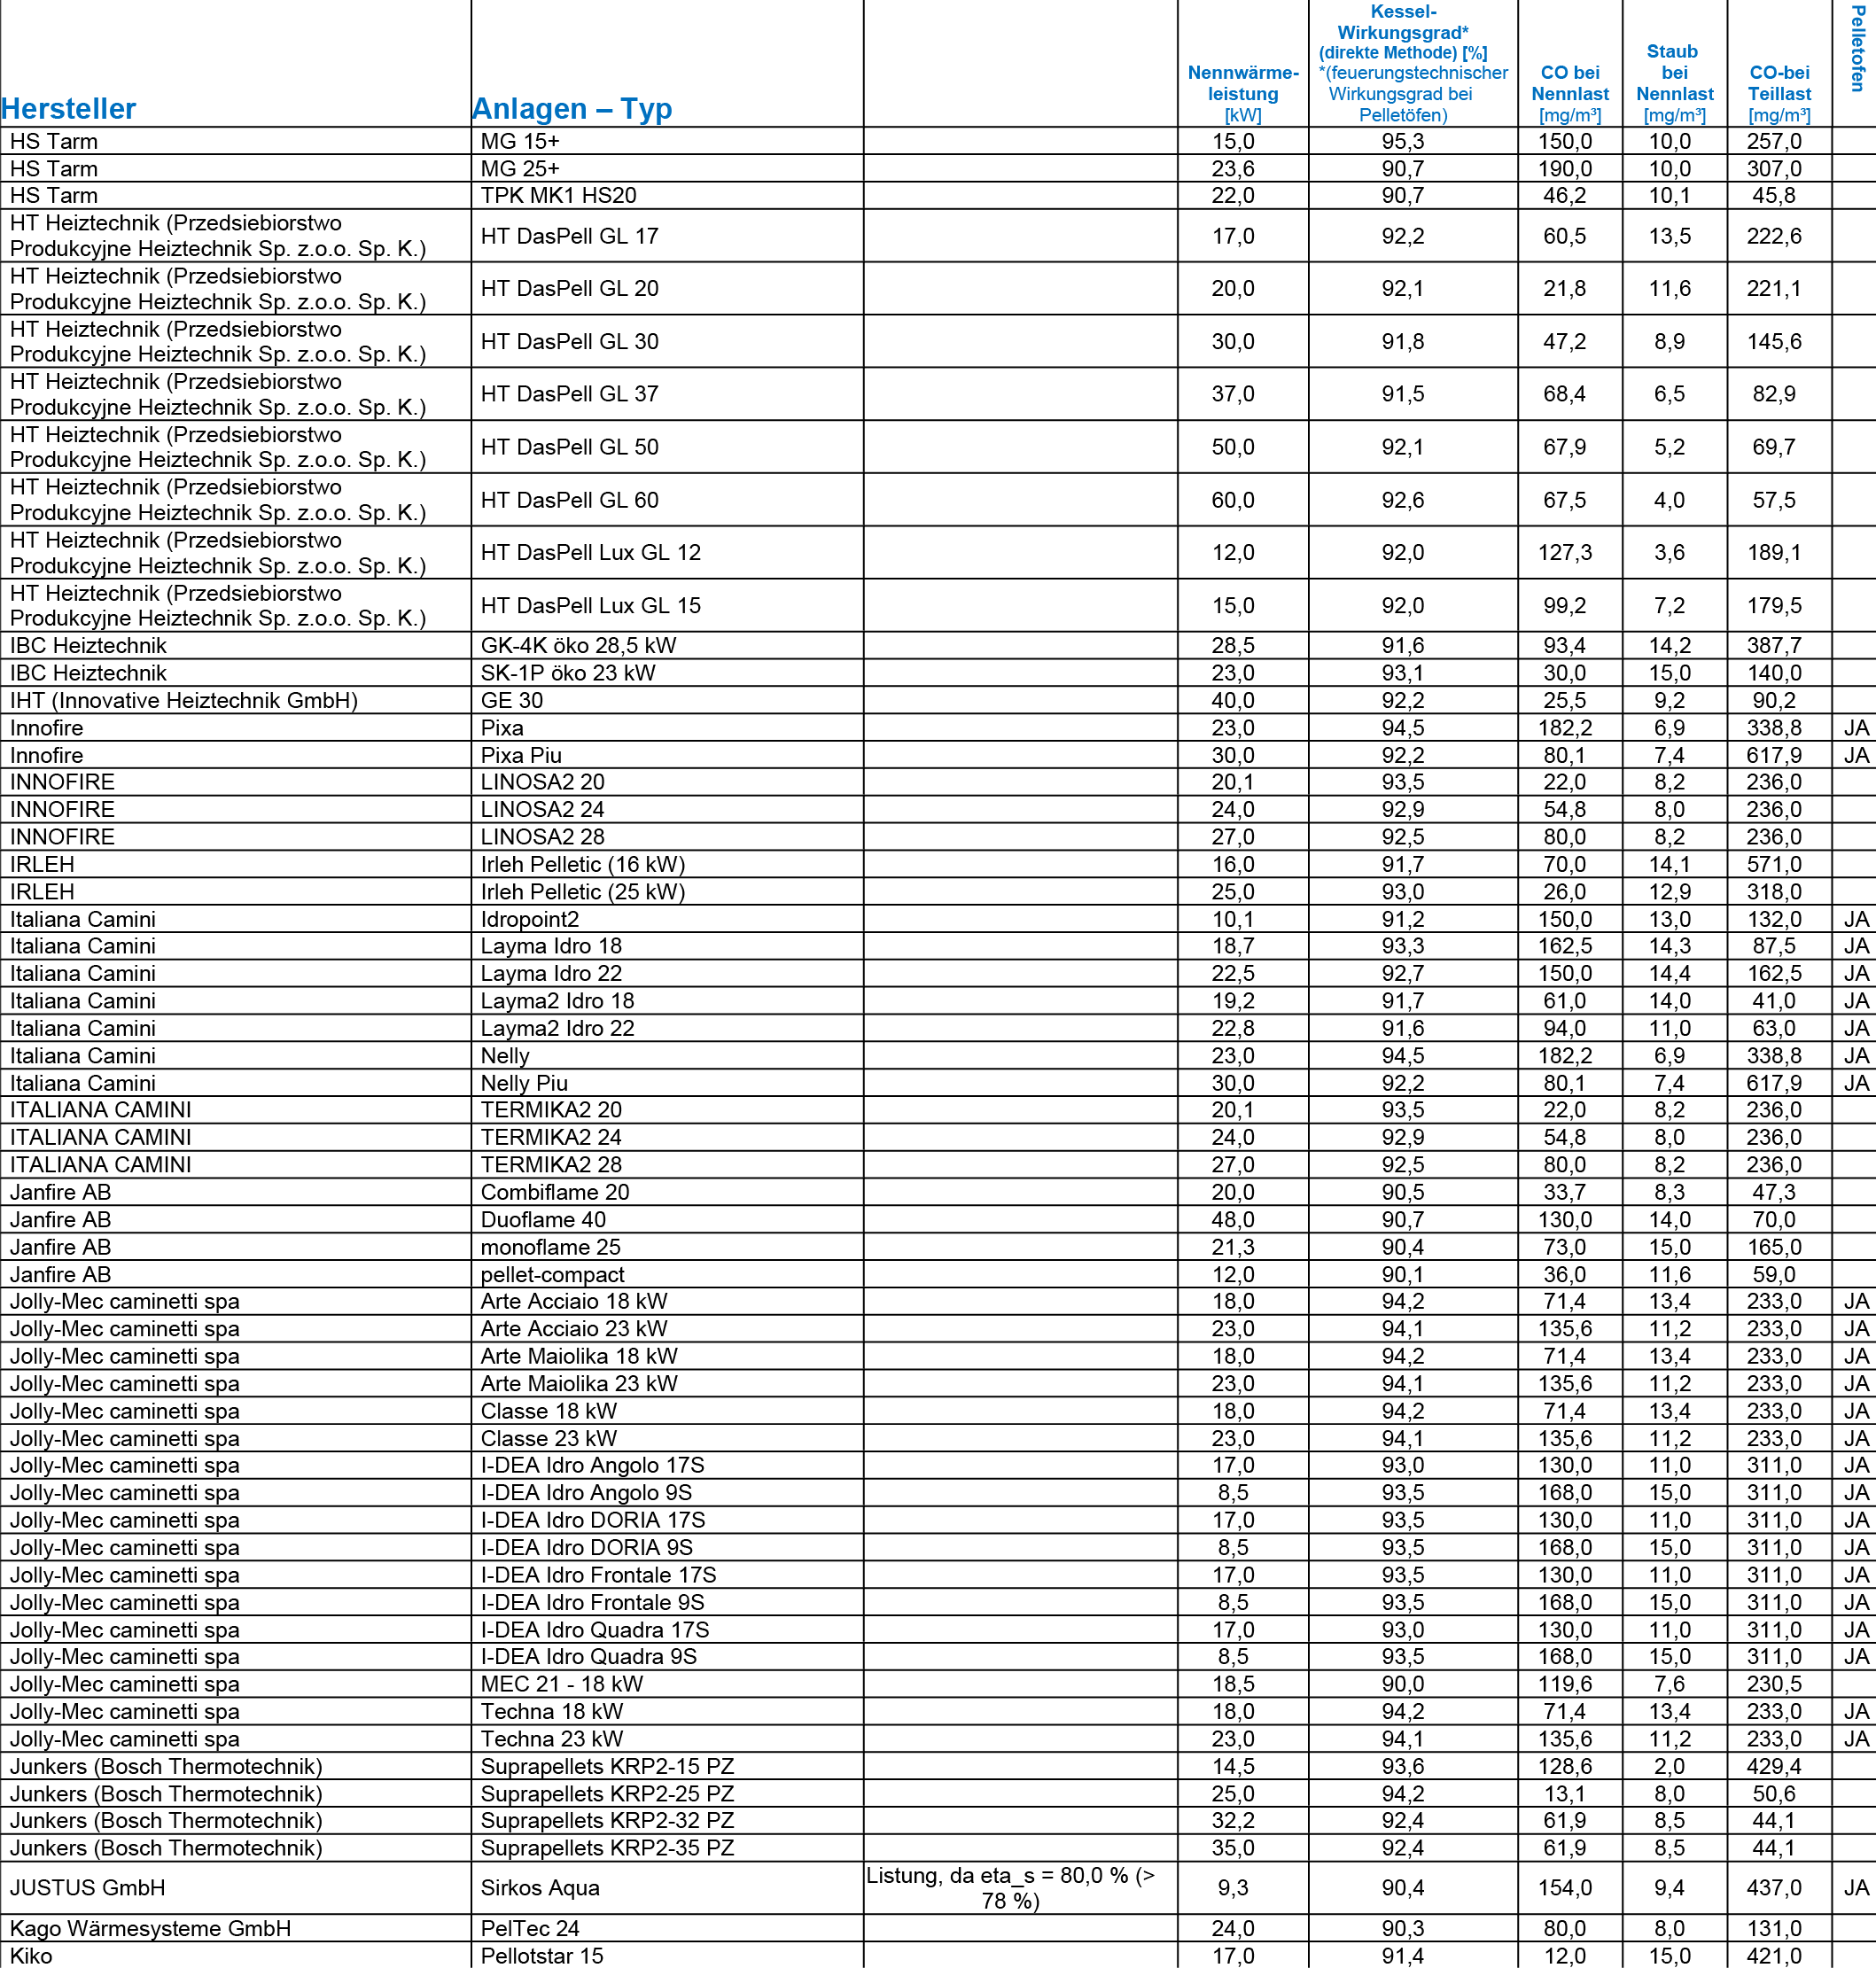 Hersteller Anlagen – Typ Nennwärme-leistung [kW] Kessel-Wirkungsgrad* (direkte Methode) [%] *(feuerungstechnischer Wirkungsgrad bei Pelletöfen) CO bei Nennlast [mg/m³] Staub bei Nennlast [mg/m³] CO-bei Teillast [mg/m³] Pelletofen
HS Tarm MG 15+ 15,0 95,3 150,0 10,0 257,0
HS Tarm MG 25+ 23,6 90,7 190,0 10,0 307,0
HS Tarm TPK MK1 HS20 22,0 90,7 46,2 10,1 45,8
HT Heiztechnik (Przedsiebiorstwo
Produkcyjne Heiztechnik Sp. z.o.o. Sp. K.) HT DasPell GL 17 17,0 92,2 60,5 13,5 222,6
HT Heiztechnik (Przedsiebiorstwo
Produkcyjne Heiztechnik Sp. z.o.o. Sp. K.) HT DasPell GL 20 20,0 92,1 21,8 11,6 221,1
HT Heiztechnik (Przedsiebiorstwo
Produkcyjne Heiztechnik Sp. z.o.o. Sp. K.) HT DasPell GL 30 30,0 91,8 47,2 8,9 145,6
HT Heiztechnik (Przedsiebiorstwo
Produkcyjne Heiztechnik Sp. z.o.o. Sp. K.) HT DasPell GL 37 37,0 91,5 68,4 6,5 82,9
HT Heiztechnik (Przedsiebiorstwo
Produkcyjne Heiztechnik Sp. z.o.o. Sp. K.) HT DasPell GL 50 50,0 92,1 67,9 5,2 69,7
HT Heiztechnik (Przedsiebiorstwo
Produkcyjne Heiztechnik Sp. z.o.o. Sp. K.) HT DasPell GL 60 60,0 92,6 67,5 4,0 57,5
HT Heiztechnik (Przedsiebiorstwo
Produkcyjne Heiztechnik Sp. z.o.o. Sp. K.) HT DasPell Lux GL 12 12,0 92,0 127,3 3,6 189,1
HT Heiztechnik (Przedsiebiorstwo
Produkcyjne Heiztechnik Sp. z.o.o. Sp. K.) HT DasPell Lux GL 15 15,0 92,0 99,2 7,2 179,5
IBC Heiztechnik GK-4K öko 28,5 kW 28,5 91,6 93,4 14,2 387,7
IBC Heiztechnik SK-1P öko 23 kW 23,0 93,1 30,0 15,0 140,0
IHT (Innovative Heiztechnik GmbH) GE 30 40,0 92,2 25,5 9,2 90,2
Innofire Pixa 23,0 94,5 182,2 6,9 338,8 JA
Innofire Pixa Piu 30,0 92,2 80,1 7,4 617,9 JA
INNOFIRE LINOSA2 20 20,1 93,5 22,0 8,2 236,0
INNOFIRE LINOSA2 24 24,0 92,9 54,8 8,0 236,0
INNOFIRE LINOSA2 28 27,0 92,5 80,0 8,2 236,0
IRLEH Irleh Pelletic (16 kW) 16,0 91,7 70,0 14,1 571,0
IRLEH Irleh Pelletic (25 kW) 25,0 93,0 26,0 12,9 318,0
Italiana Camini Idropoint2 10,1 91,2 150,0 13,0 132,0 JA
Italiana Camini Layma Idro 18 18,7 93,3 162,5 14,3 87,5 JA
Italiana Camini Layma Idro 22 22,5 92,7 150,0 14,4 162,5 JA
Italiana Camini Layma2 Idro 18 19,2 91,7 61,0 14,0 41,0 JA
Italiana Camini Layma2 Idro 22 22,8 91,6 94,0 11,0 63,0 JA
Italiana Camini Nelly 23,0 94,5 182,2 6,9 338,8 JA
Italiana Camini Nelly Piu 30,0 92,2 80,1 7,4 617,9 JA
ITALIANA CAMINI TERMIKA2 20 20,1 93,5 22,0 8,2 236,0
ITALIANA CAMINI TERMIKA2 24 24,0 92,9 54,8 8,0 236,0
ITALIANA CAMINI TERMIKA2 28 27,0 92,5 80,0 8,2 236,0
Janfire AB Combiflame 20 20,0 90,5 33,7 8,3 47,3
Janfire AB Duoflame 40 48,0 90,7 130,0 14,0 70,0
Janfire AB monoflame 25 21,3 90,4 73,0 15,0 165,0
Janfire AB pellet-compact 12,0 90,1 36,0 11,6 59,0
Jolly-Mec caminetti spa Arte Acciaio 18 kW 18,0 94,2 71,4 13,4 233,0 JA
Jolly-Mec caminetti spa Arte Acciaio 23 kW 23,0 94,1 135,6 11,2 233,0 JA
Jolly-Mec caminetti spa Arte Maiolika 18 kW 18,0 94,2 71,4 13,4 233,0 JA
Jolly-Mec caminetti spa Arte Maiolika 23 kW 23,0 94,1 135,6 11,2 233,0 JA
Jolly-Mec caminetti spa Classe 18 kW 18,0 94,2 71,4 13,4 233,0 JA
Jolly-Mec caminetti spa Classe 23 kW 23,0 94,1 135,6 11,2 233,0 JA
Jolly-Mec caminetti spa I-DEA Idro Angolo 17S 17,0 93,0 130,0 11,0 311,0 JA
Jolly-Mec caminetti spa I-DEA Idro Angolo 9S 8,5 93,5 168,0 15,0 311,0 JA
Jolly-Mec caminetti spa I-DEA Idro DORIA 17S 17,0 93,5 130,0 11,0 311,0 JA
Jolly-Mec caminetti spa I-DEA Idro DORIA 9S 8,5 93,5 168,0 15,0 311,0 JA
Jolly-Mec caminetti spa I-DEA Idro Frontale 17S 17,0 93,5 130,0 11,0 311,0 JA
Jolly-Mec caminetti spa I-DEA Idro Frontale 9S 8,5 93,5 168,0 15,0 311,0 JA
Jolly-Mec caminetti spa I-DEA Idro Quadra 17S 17,0 93,0 130,0 11,0 311,0 JA
Jolly-Mec caminetti spa I-DEA Idro Quadra 9S 8,5 93,5 168,0 15,0 311,0 JA
Jolly-Mec caminetti spa MEC 21 - 18 kW 18,5 90,0 119,6 7,6 230,5
Jolly-Mec caminetti spa Techna 18 kW 18,0 94,2 71,4 13,4 233,0 JA
Jolly-Mec caminetti spa Techna 23 kW 23,0 94,1 135,6 11,2 233,0 JA
Junkers (Bosch Thermotechnik) Suprapellets KRP2-15 PZ 14,5 93,6 128,6 2,0 429,4
Junkers (Bosch Thermotechnik) Suprapellets KRP2-25 PZ 25,0 94,2 13,1 8,0 50,6
Junkers (Bosch Thermotechnik) Suprapellets KRP2-32 PZ 32,2 92,4 61,9 8,5 44,1
Junkers (Bosch Thermotechnik) Suprapellets KRP2-35 PZ 35,0 92,4 61,9 8,5 44,1
JUSTUS GmbH Sirkos Aqua Listung, da eta_s = 80,0 % (> 78 %) 9,3 90,4 154,0 9,4 437,0 JA
Kago Wärmesysteme GmbH PelTec 24 24,0 90,3 80,0 8,0 131,0
Kiko Pellotstar 15 17,0 91,4 12,0 15,0 421,0